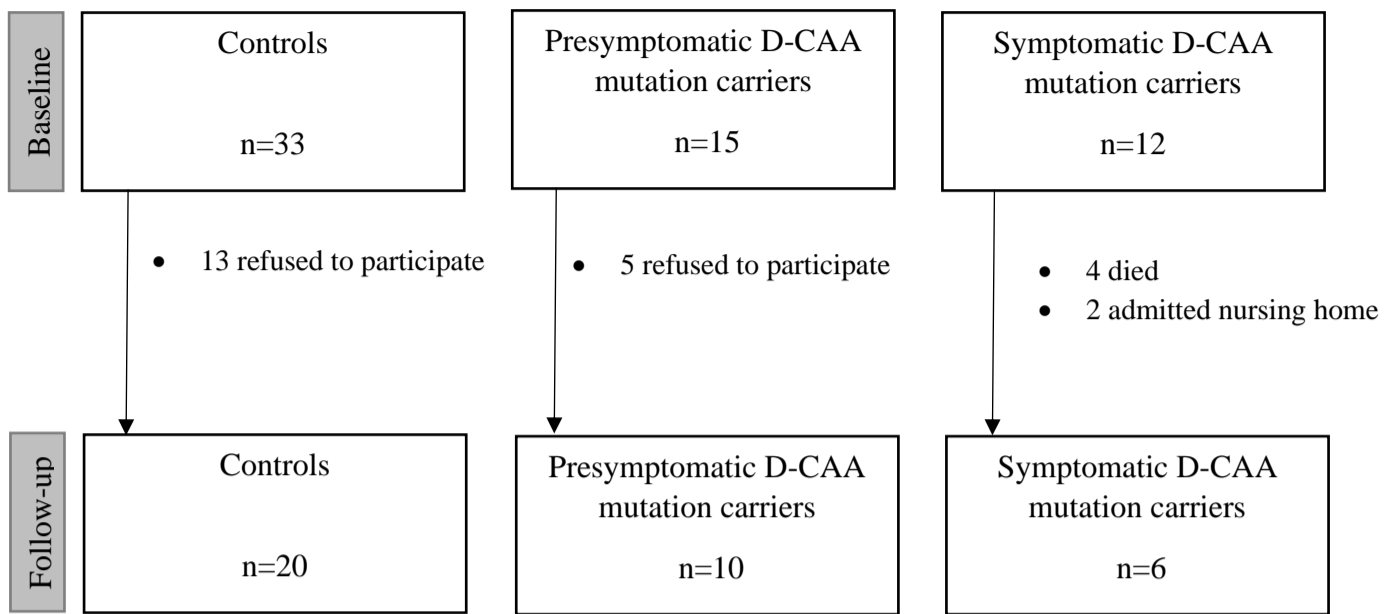 Baseline
Controls
n=33
Presymptomatic D-CAA
mutation carriers
n=15
Symptomatic D-CAA
mutation carriers
n=12
• 13 refused to participate
• 5 refused to participate
• 4 died
• 2 admitted nursing home
Follow-up
Controls
n=20
Presymptomatic D-CAA
mutation carriers
n=10
Symptomatic D-CAA
mutation carriers
n=6